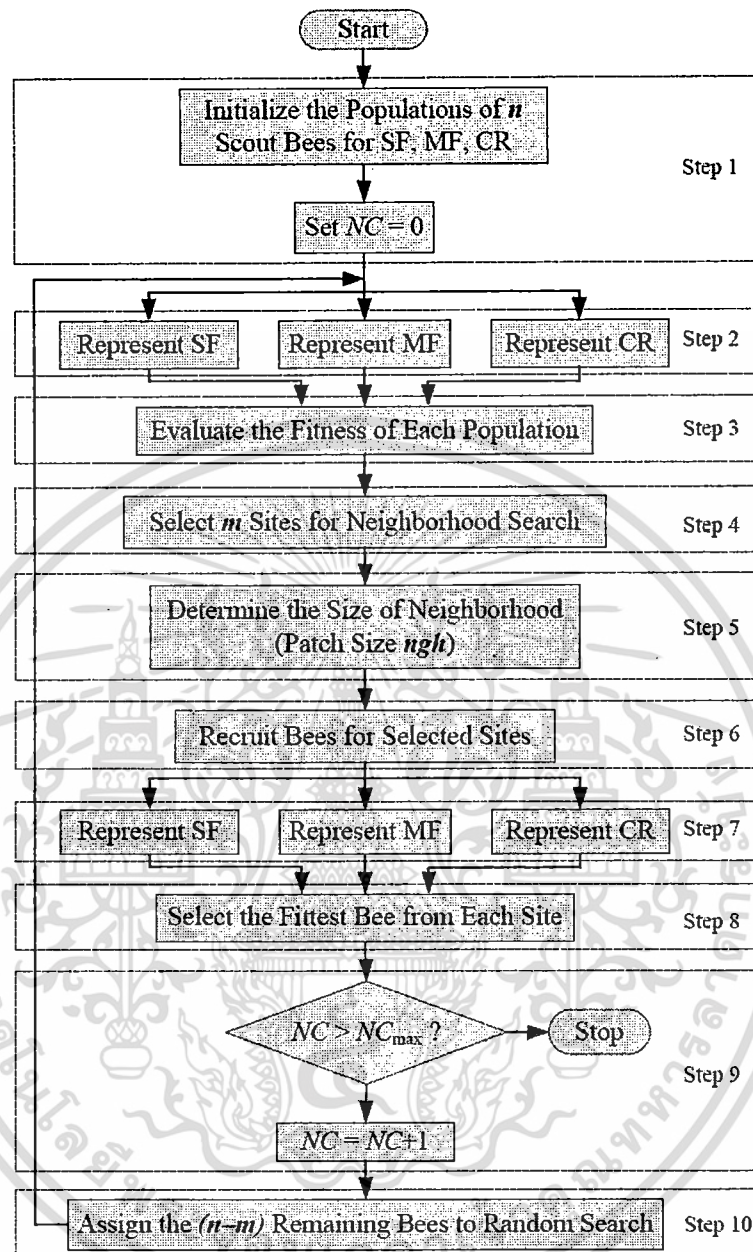 Start
Initialize the Populations of n
Scout Bees for SF, MF, CR
Step 1
Set NC = 0
Represent SF
Represent MF
Represent CR
Step 2
Evaluate the Fitness of Each Population
Step 3
Select m Sites for Neighborhood Search
Step 4
Determine the Size of Neighborhood
(Patch Size ngh)
Step 5
Recruit Bees for Selected Sites
Step 6
Represent SF
Represent MF
Represent CR
Step 7
Select the Fittest Bee from Each Site
Step 8
NC > NCmax ?
Stop
Step 9
NC = NC+1
Assign the (n–m) Remaining Bees to Random Search
Step 10